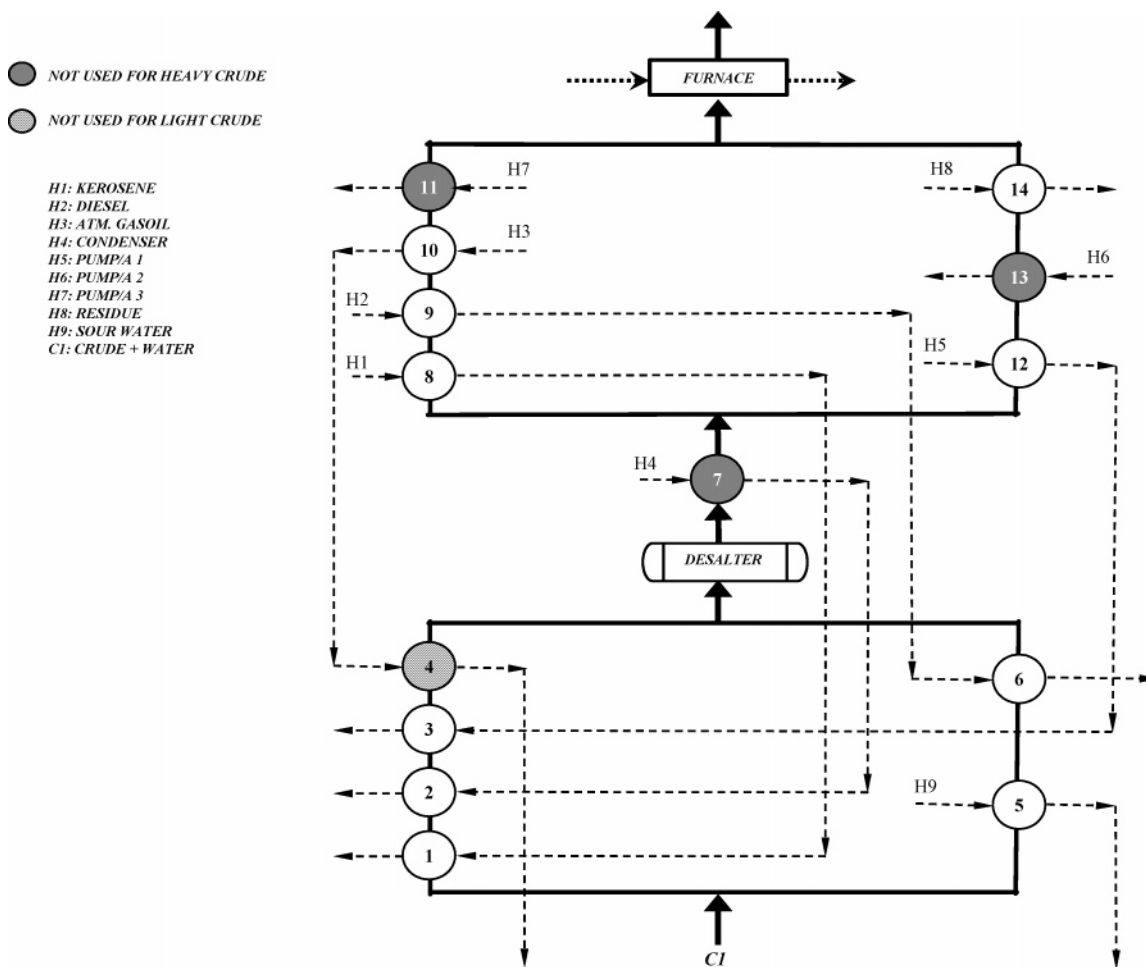 FURNACE
NOT USED FOR HEAVY CRUDE
NOT USED FOR LIGHT CRUDE
H1: KEROSENE
H2: DIESEL
H3: ATM. GASOIL
H4: CONDENSER
H5: PUMP/A 1
H6: PUMP/A 2
H7: PUMP/A 3
H8: RESIDUE
H9: SOUR WATER
C1: CRUDE + WATER
11
H7
H8
14
10
H3
13
H6
H2
9
H5
12
H1
8
H4
7
DESALTER
4
6
3
2
H9
5
1
C1